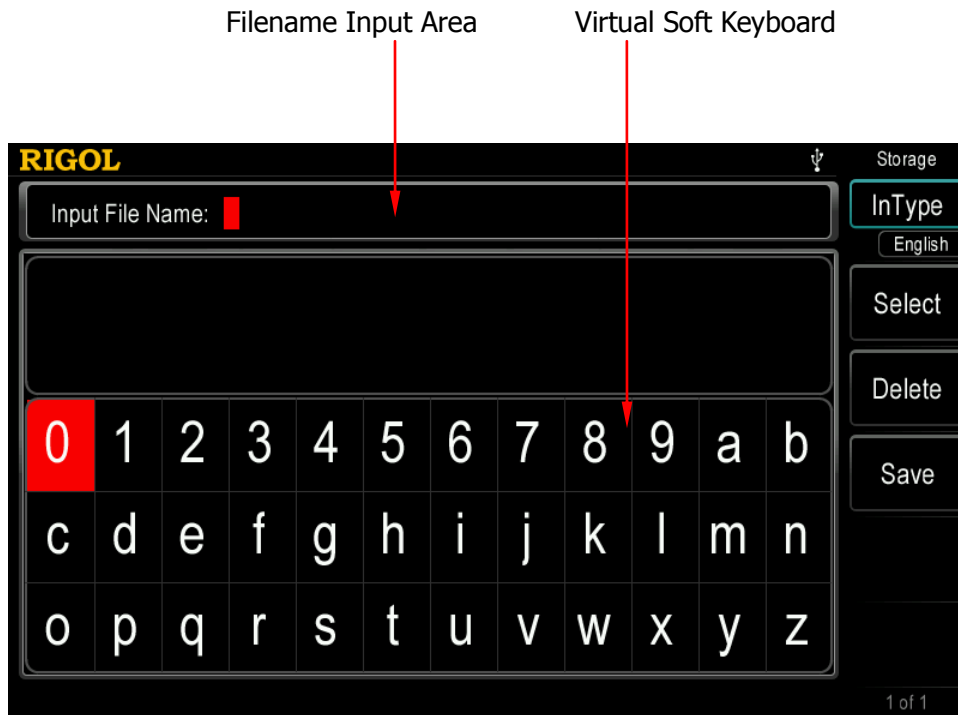 Filename Input Area Virtual Soft Keyboard
RIGOL Storage
Input File Name: InType
English
Select
Delete
0 1 2 3 4 5 6 7 8 9 a b
Save
c d e f g h i j k l m n
o p q r s t u v w x y z
1 of 1